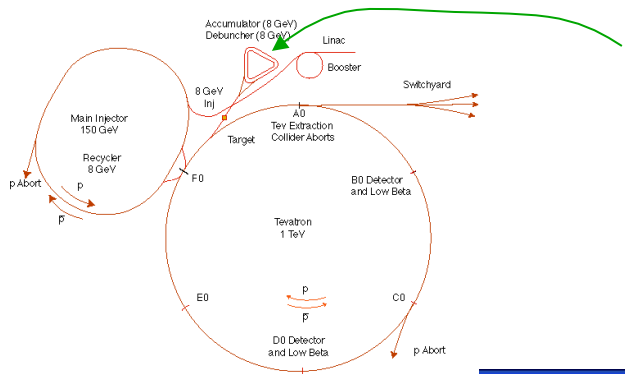 Accumulator (8 GeV)
Debuncher (8 GeV)
Linac
Booster
Switchyard
8 GeV
Inj
Main Injector
150 GeV
Recycler
8 GeV
p Abort
p
p̅
Target
A0
Tev Extraction
Collider Aborts
F0
B0 Detector
and Low Beta
Tevatron
1 TeV
E0
p
p̅
C0
D0 Detector
and Low Beta
p Abort